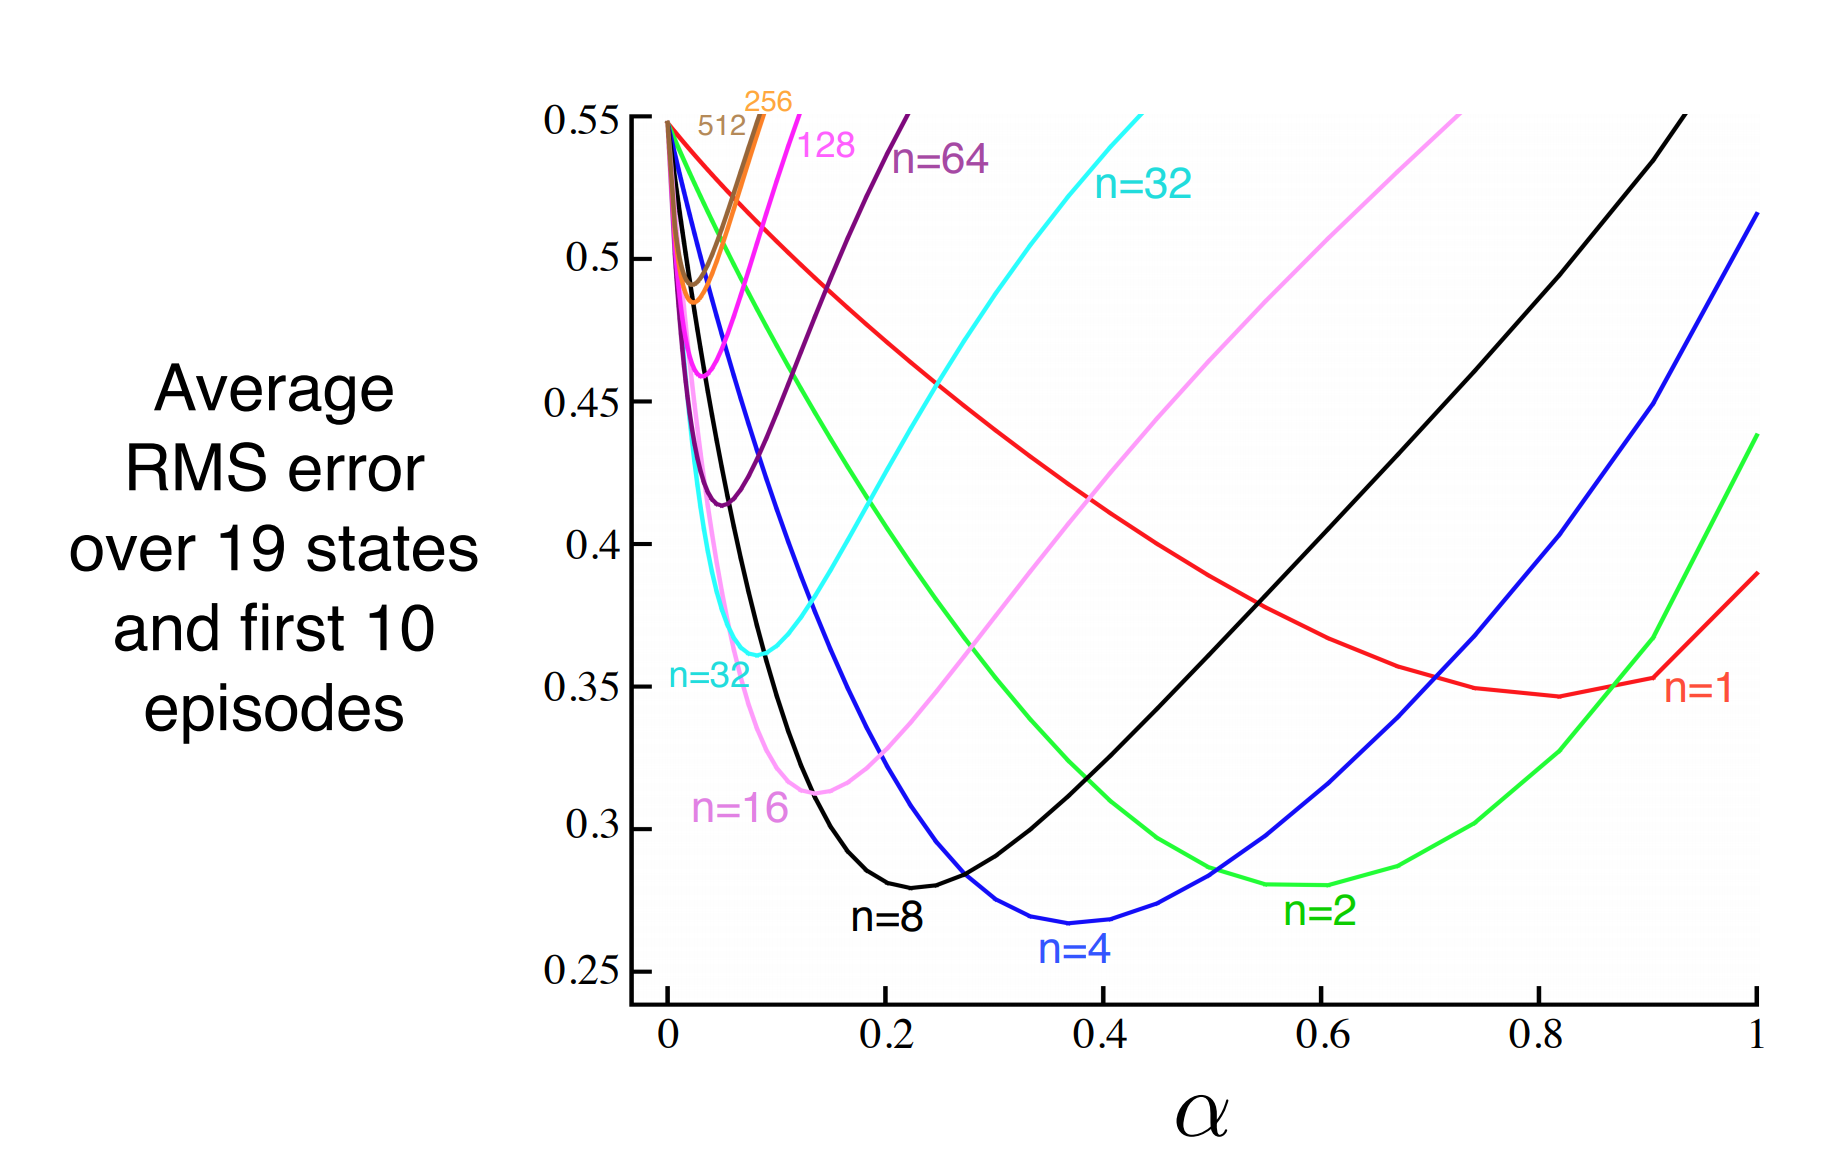 Average
RMS error
over 19 states
and first 10
episodes
0.55
0.5
0.45
0.4
0.35
0.3
0.25
256
512
128
n=64
n=32
n=32
n=16
n=8
n=4
n=2
n=1
0 0.2 0.4 0.6 0.8 1
α